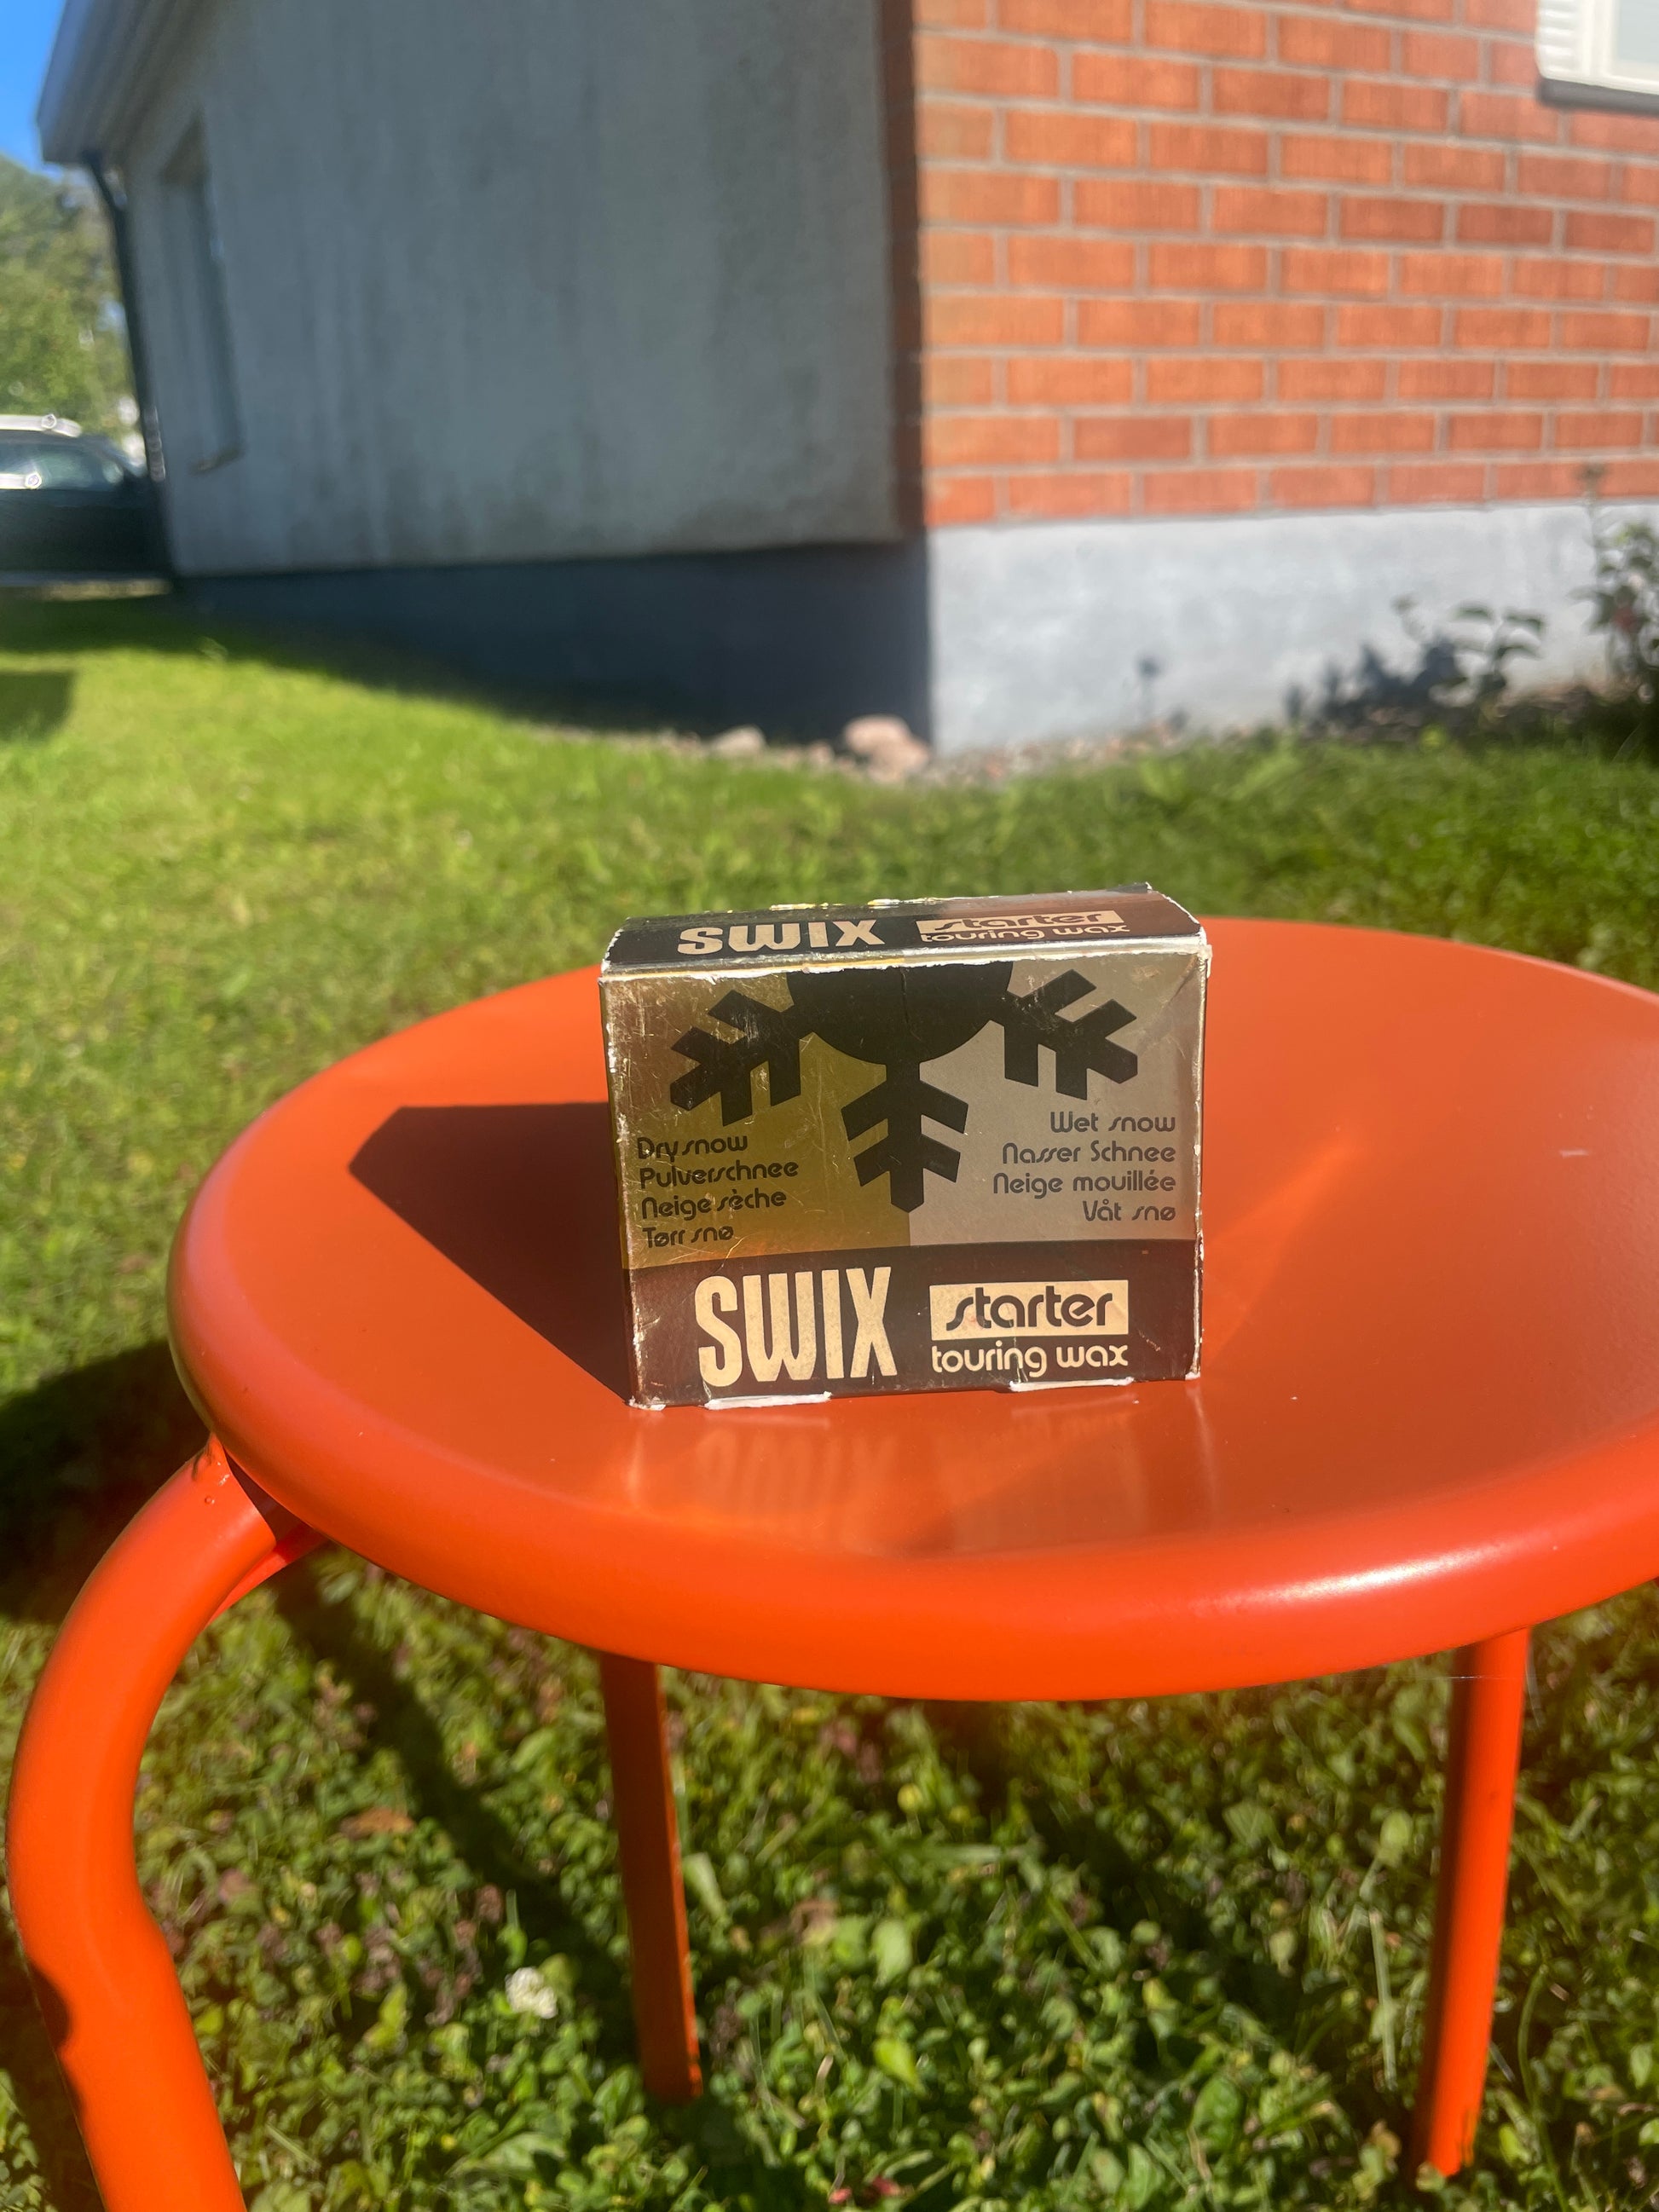 SWIX starter
touring wax
Dry snow
Pulverschnee
Neige sèche
Tørr snø
Wet snow
Nasser Schnee
Neige mouillée
Våt snø
SWIX starter
touring wax